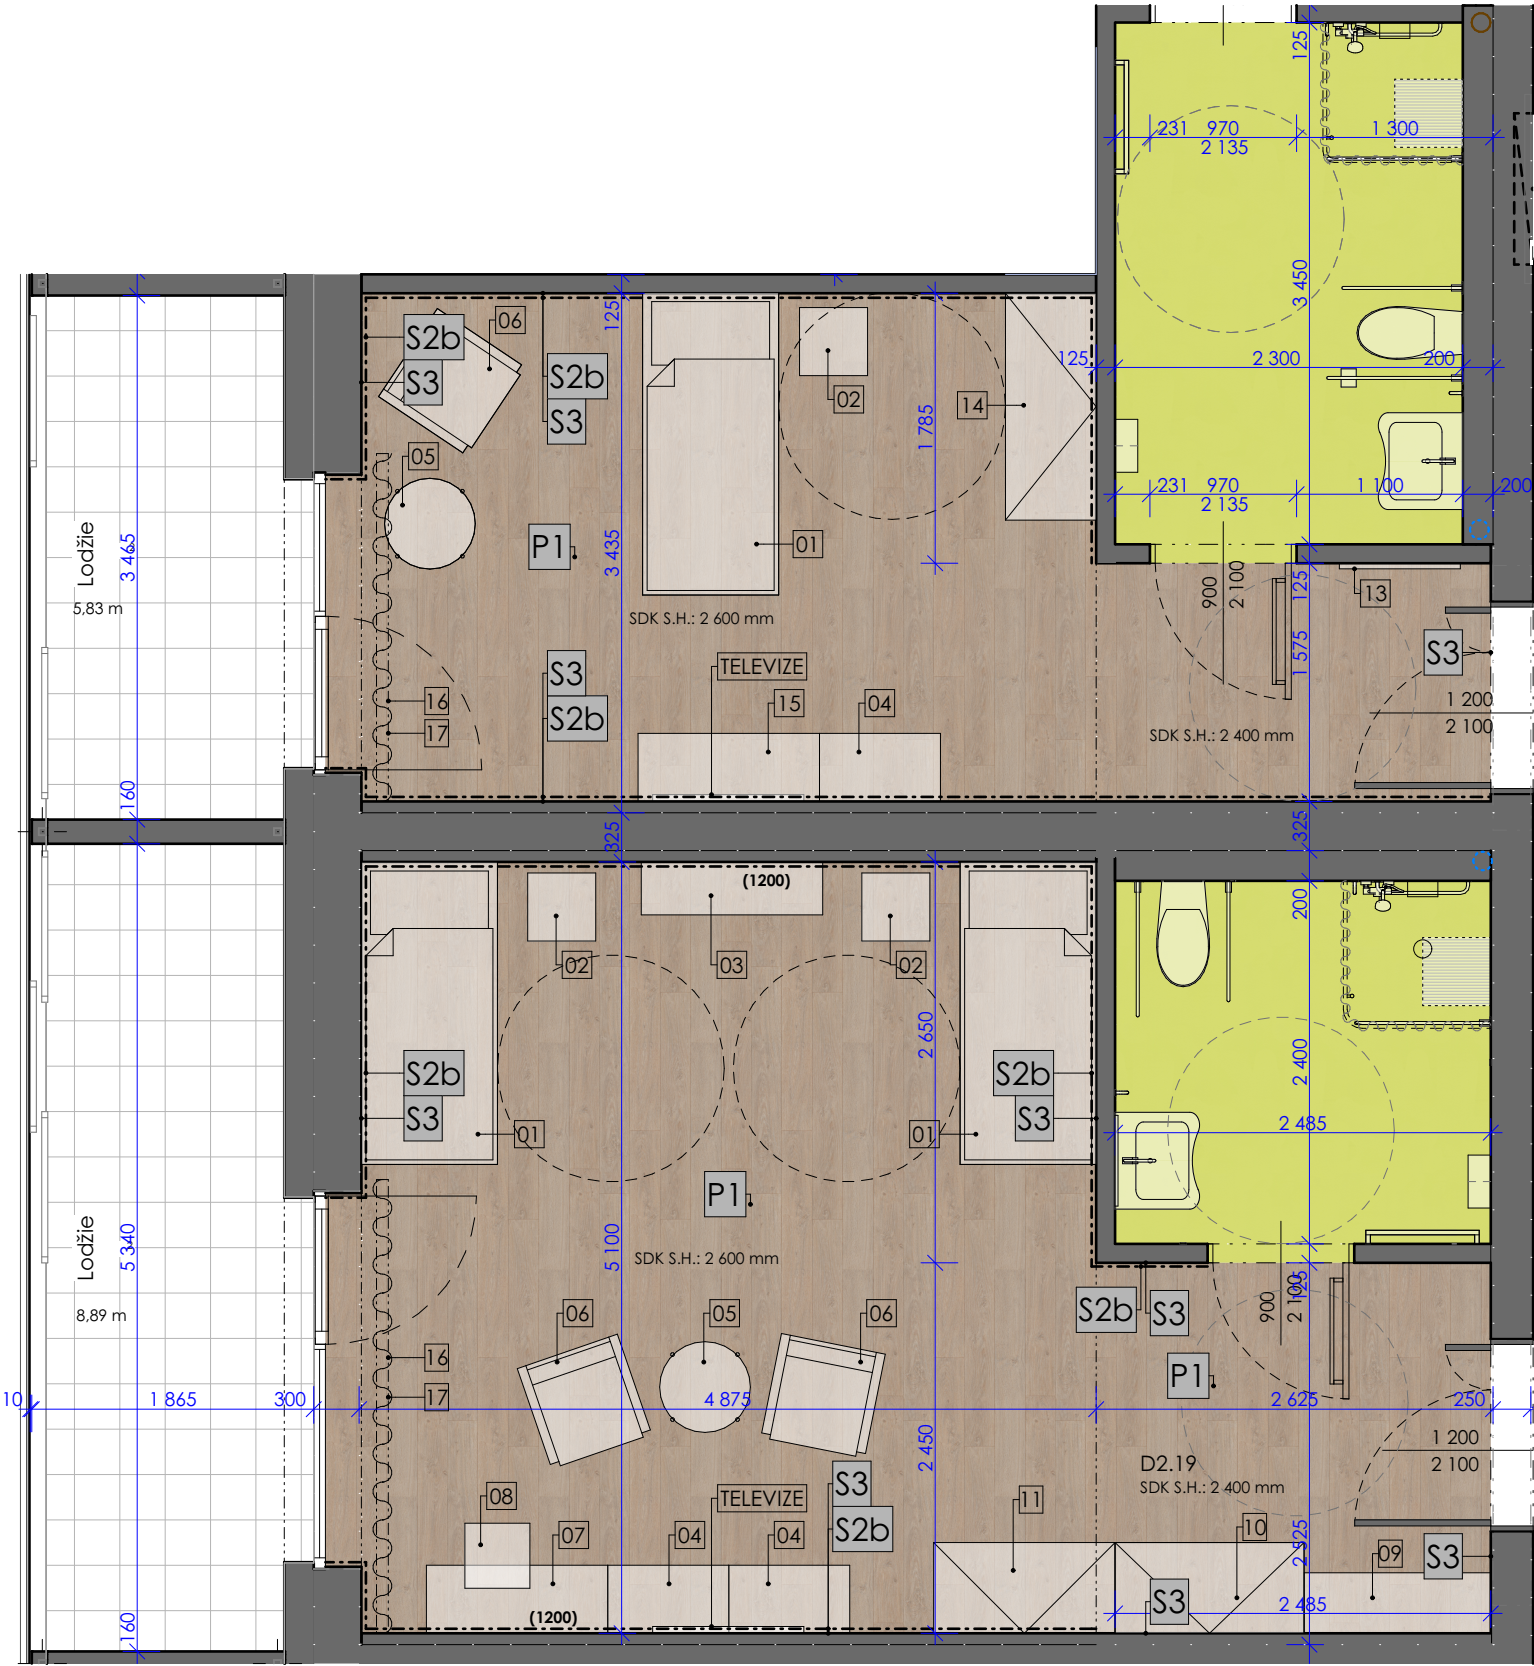 125
231 970
1 300
2 135
3 450
S2b
06
125
S3
S2b
02
S3
14
1 785
125
2 300
200
05
231 970
1 100
200
2 135
Lodžie
3 465
5,83 m
P1
3 435
01
SDK S.H.: 2 600 mm
900
2 100
125
13
1 575
S3
S3
TELEVIZE
S2b
16
17
15
04
1 200
2 100
SDK S.H.: 2 400 mm
160
325
325
(1200)
200
02
03
02
2 650
2 400
S2b
S3
01
S2b
S3
01
2 485
P1
Lodžie
5 340
8,89 m
5 100
SDK S.H.: 2 600 mm
900
2 100
125
S2b
S3
06
05
06
16
17
P1
10
1 865
300
4 875
2 625
250
2 450
1 200
2 100
D2.19
SDK S.H.: 2 400 mm
S3
S2b
TELEVIZE
08
07
04
04
11
10
2 525
09
S3
S3
2 485
(1200)
160